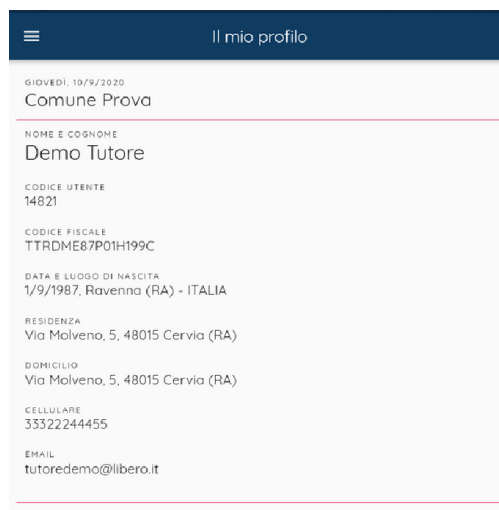 Il mio profilo
GIOVEDÌ, 10/9/2020
Comune Prova
NOME E COGNOME
Demo Tutore
CODICE UTENTE
14821
CODICE FISCALE
TTRDME87P01H199C
DATA E LUOGO DI NASCITA
1/9/1987, Ravenna (RA) - ITALIA
RESIDENZA
Via Molveno, 5, 48015 Cervia (RA)
DOMICILIO
Via Molveno, 5, 48015 Cervia (RA)
CELLULARE
33322244455
EMAIL
tutoredemo@libero.it